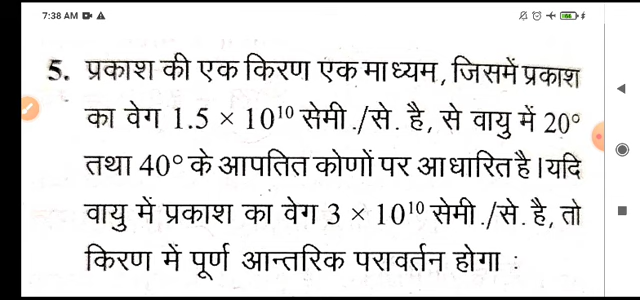 7:38 AM
5. प्रकाश की एक किरण एक माध्यम, जिसमें प्रकाश
का वेग 1.5 × 10¹⁰ सेमी./से. है, से वायु में 20°
तथा 40° के आपतित कोणों पर आधारित है।यदि
वायु में प्रकाश का वेग 3 × 10¹⁰ सेमी./से. है, तो
किरण में पूर्ण आन्तरिक परावर्तन होगा :